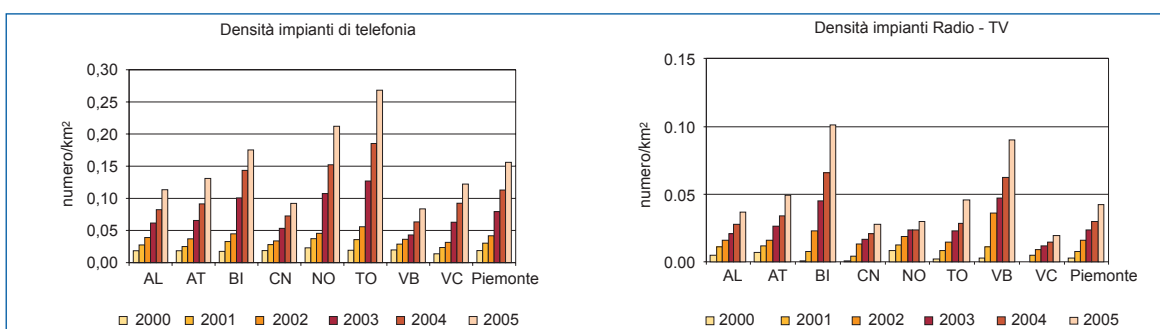 Densità impianti di telefonia
0,30
0,25
0,20
0,15
0,10
0,05
0,00
numero/km²
AL AT BI CN NO TO VB VC Piemonte
2000 2001 2002 2003 2004 2005
Densità impianti Radio - TV
0.15
0.10
0.05
0.00
numero/km²
AL AT BI CN NO TO VB VC Piemonte
2000 2001 2002 2003 2004 2005